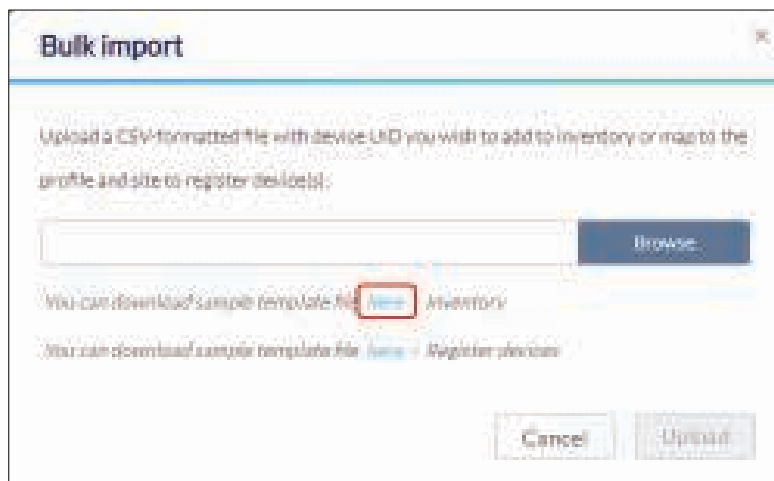 Bulk import
Upload a CSV-formatted file with device UID you wish to add to inventory or map to the
profile and site to register device(s).
Browse
You can download sample template file here - Inventory
You can download sample template file here - Register devices
Cancel
Upload